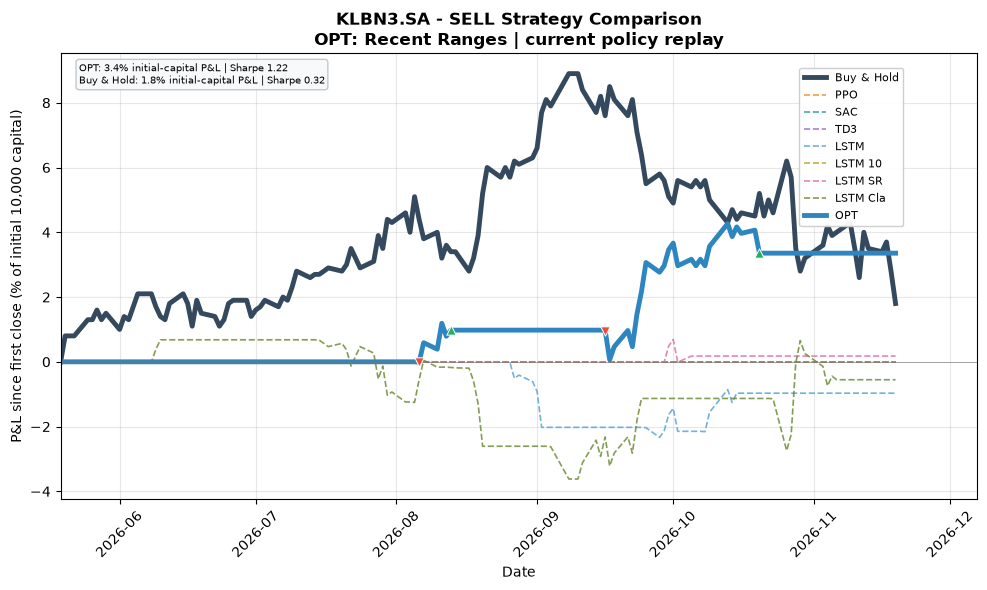 KLBN3.SA - SELL Strategy Comparison
OPT: Recent Ranges | current policy replay
OPT: 3.4% initial-capital P&L | Sharpe 1.22
Buy & Hold: 1.8% initial-capital P&L | Sharpe 0.32
Buy & Hold
PPO
SAC
TD3
LSTM
LSTM 10
LSTM SR
LSTM Cla
OPT
P&L since first close (% of initial 10,000 capital)
8
6
4
2
0
−2
−4
2026-06
2026-07
2026-08
2026-09
2026-10
2026-11
2026-12
Date